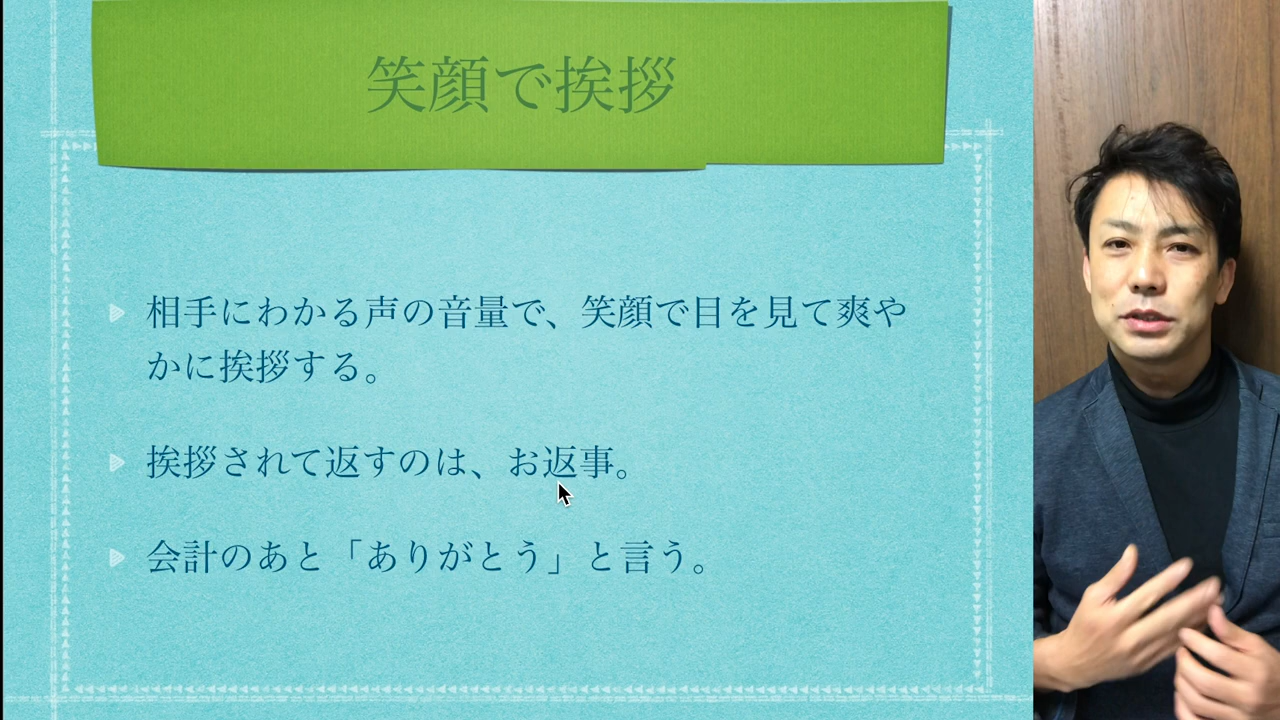 笑顔で挨拶
相手にわかる声の音量で、笑顔で目を見て爽や
かに挨拶する。
挨拶されて返すのは、お返事。
会計のあと「ありがとう」と言う。